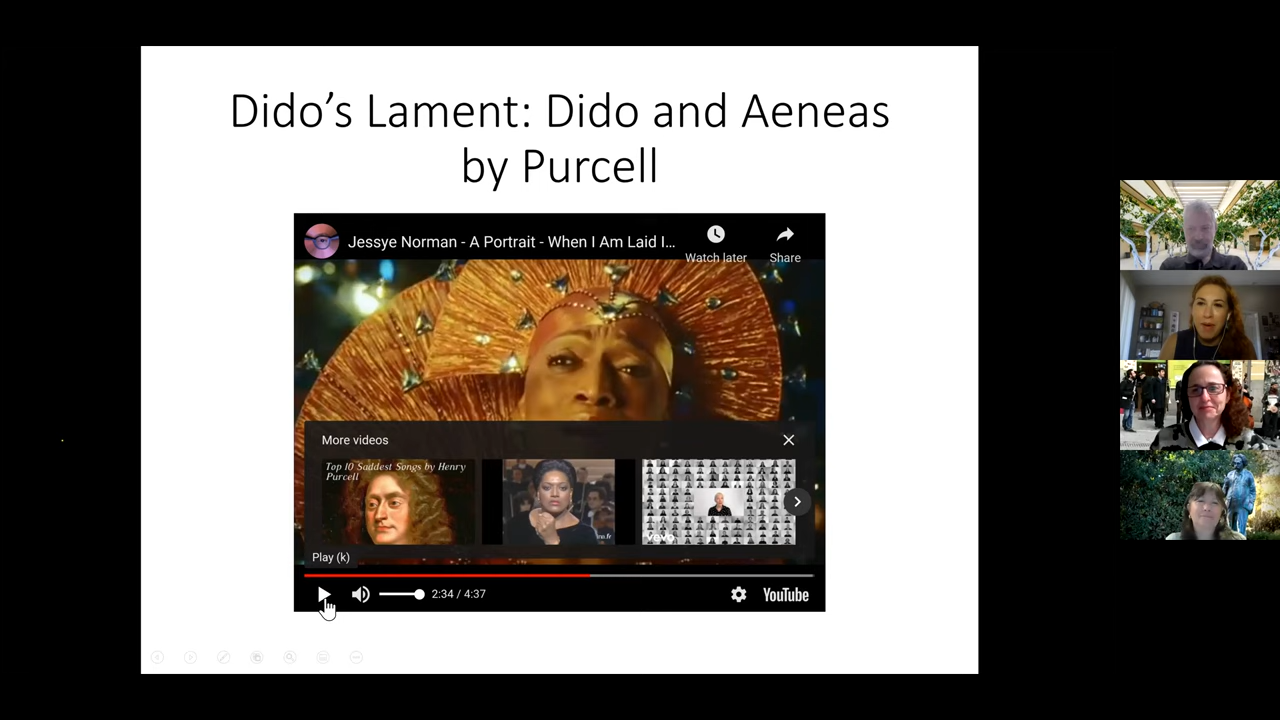 Dido’s Lament: Dido and Aeneas
by Purcell
Jessye Norman - A Portrait - When I Am Laid I...
Watch later
Share
More videos
Top 10 Saddest Songs by Henry
Purcell
vevo
Play (k)
2:34 / 4:37
YouTube